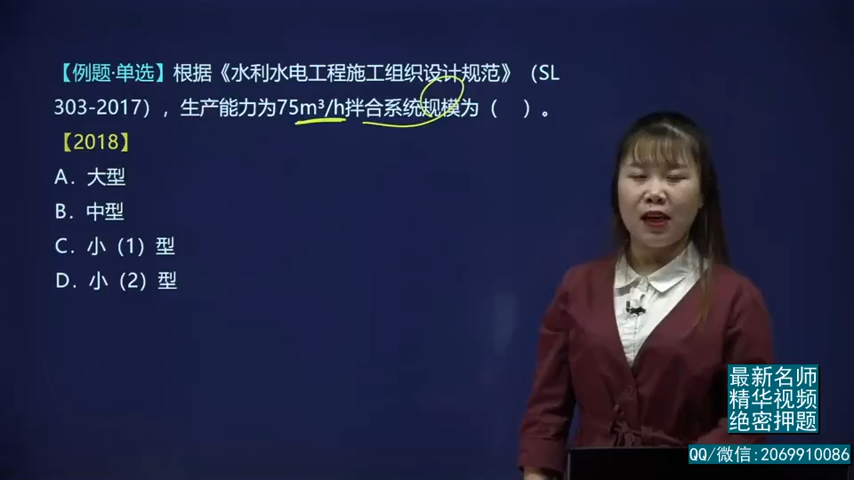 【例题·单选】根据《水利水电工程施工组织设计规范》（SL
303-2017），生产能力为75m³/h拌合系统规模为（　）。
【2018】
A．大型
B．中型
C．小（1）型
D．小（2）型
最新名师
精华视频
绝密押题
QQ/微信:2069910086